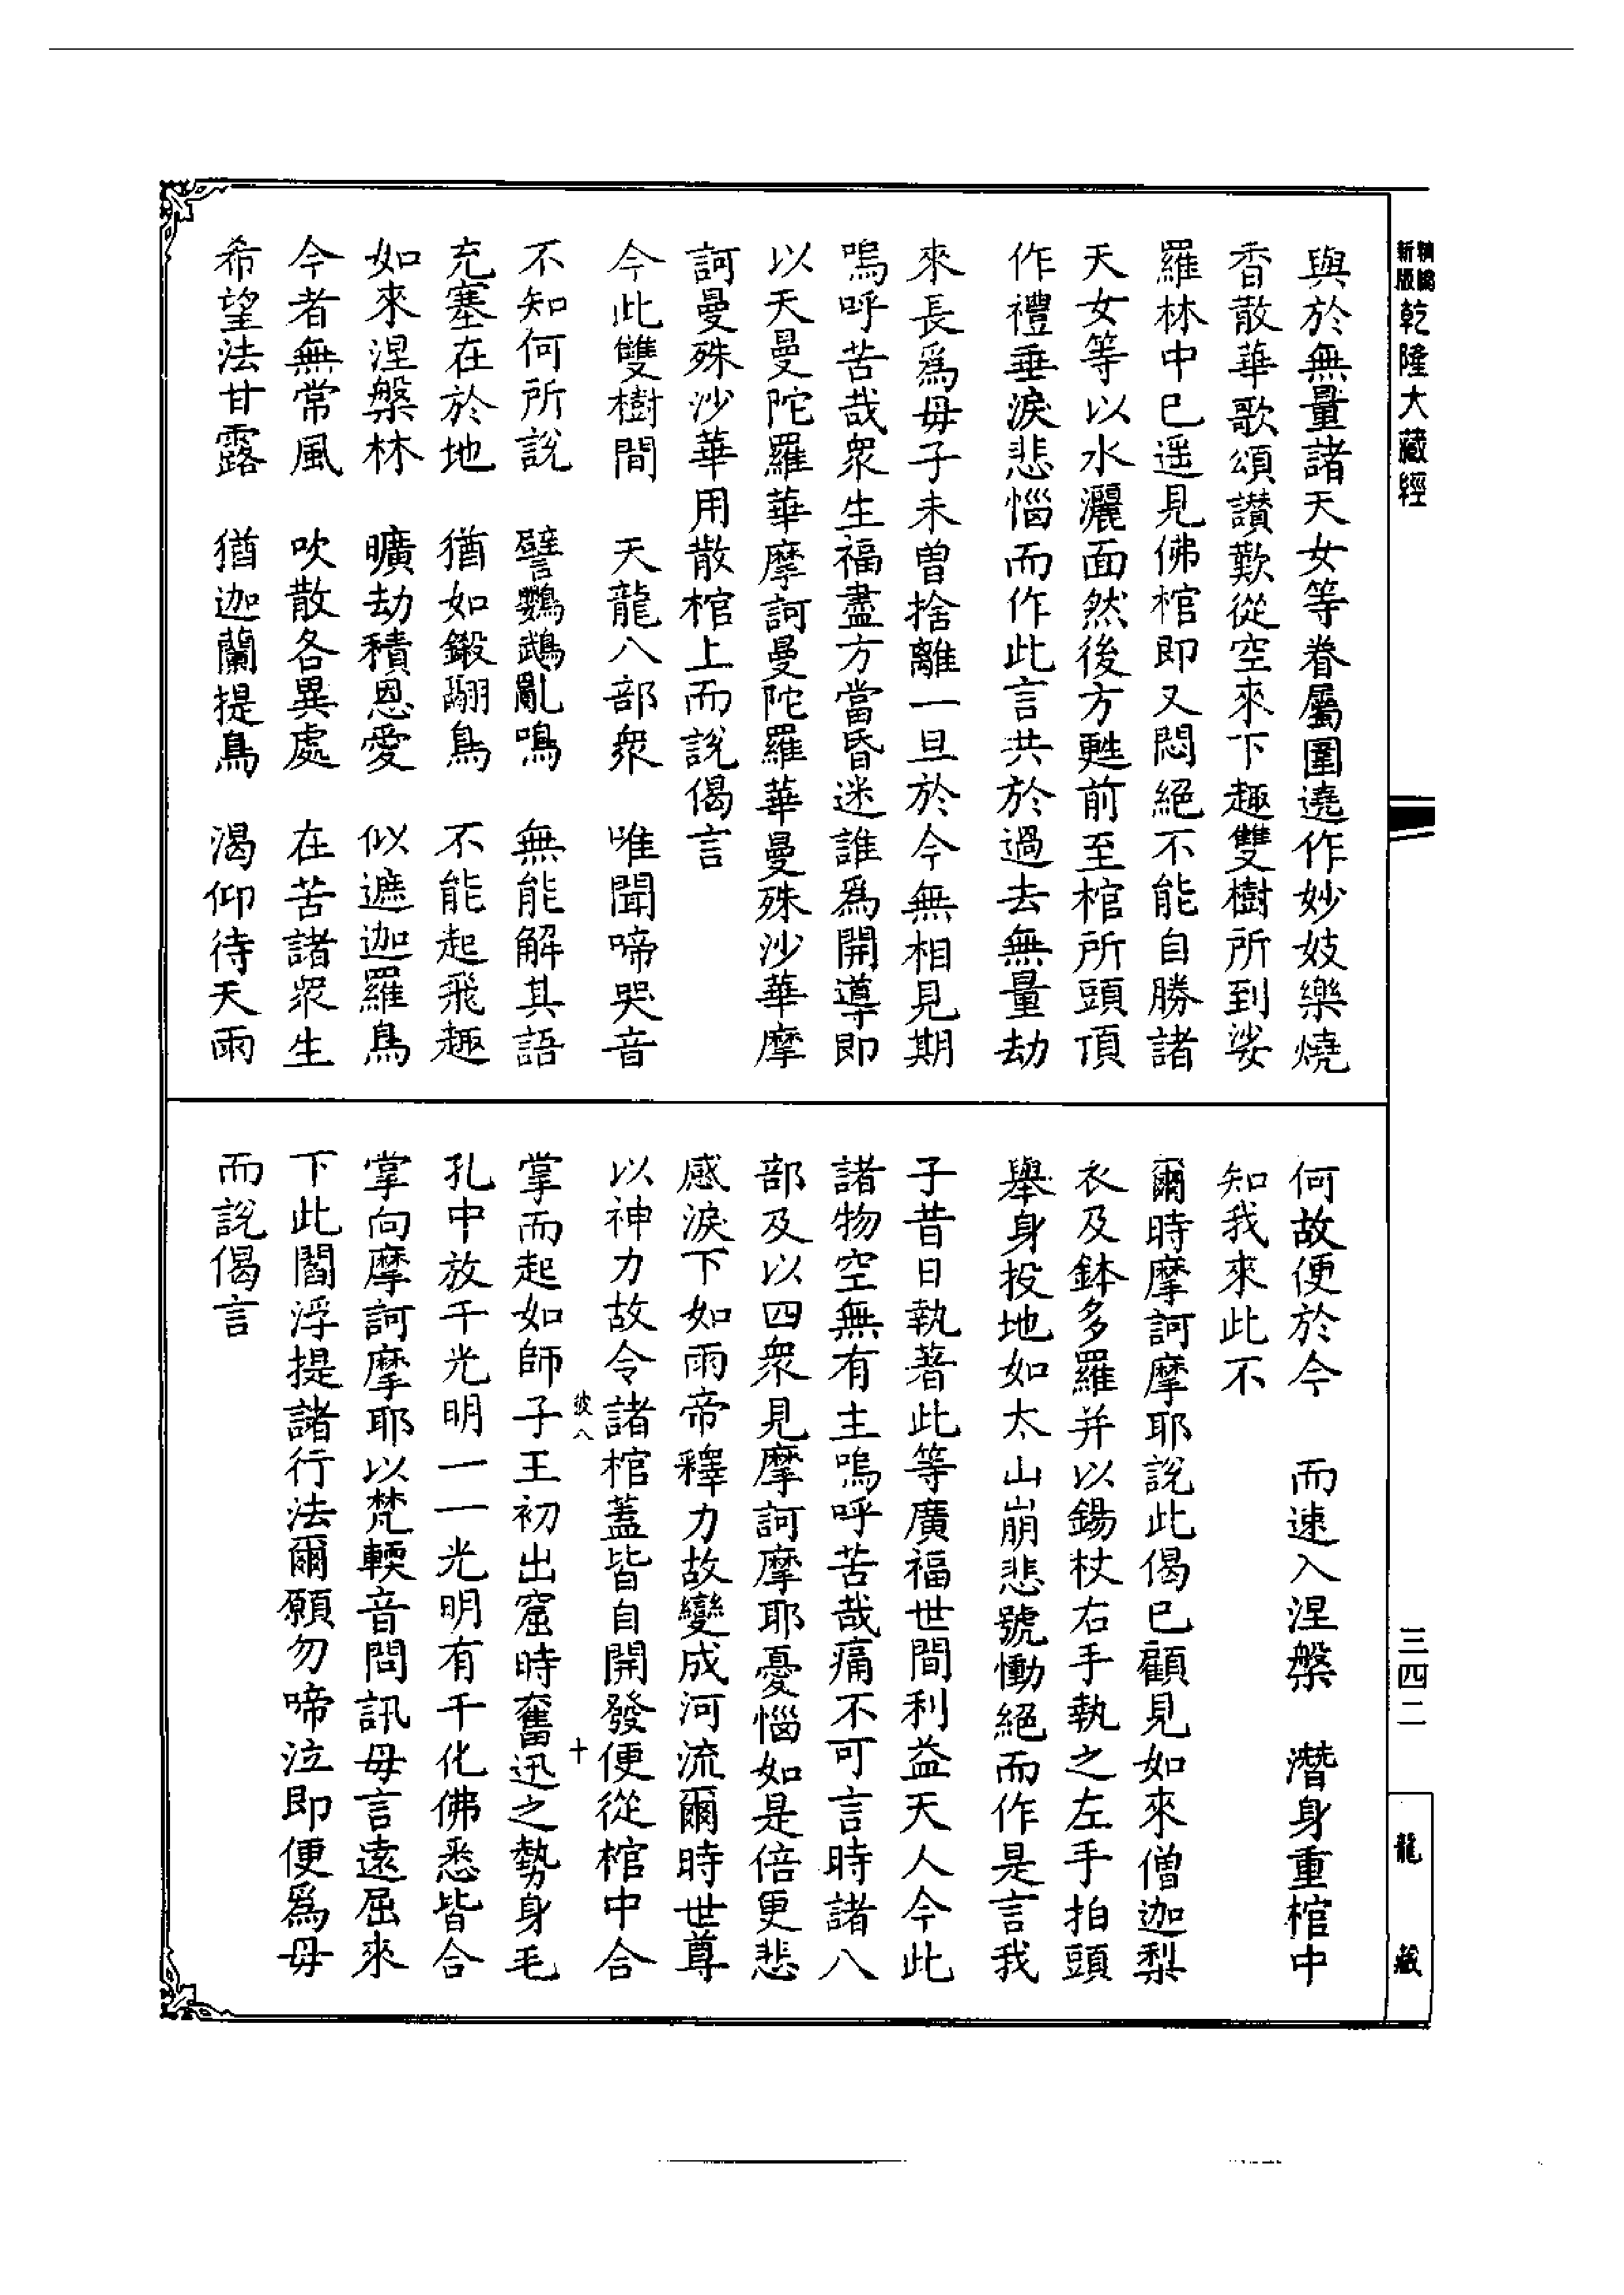 精鐫新版乾隆大藏經
與於無量諸天女等眷屬圍遶作妙妓樂燒
香散華歌頌讚歎從空來下趣雙樹所到娑
羅林中已遥見佛棺即又悶絕不能自勝諸
天女等以水灑面然後方甦前至棺所頭頂
作禮垂淚悲惱而作此言共於過去無量劫
來長爲母子未曽捨離一旦於今無相見期
嗚呼苦哉衆生福盡方當昏迷誰爲開導即
以天曼陀羅華摩訶曼陀羅華曼殊沙華摩
訶曼殊沙華用散棺上而說偈言
今此雙樹間　天龍八部衆　唯聞啼哭音
不知何所說　譬鸚鵡亂鳴　無能解其語
充塞在於地　猶如鎩翮鳥　不能起飛趣
如來涅槃林　曠劫積恩愛　似遮迦羅鳥
今者無常風　吹散各異處　在苦諸衆生
希望法甘露　猶迦蘭提鳥　渴仰待天雨
何故便於今　而速入涅槃　潛身重棺中
知我來此不
爾時摩訶摩耶說此偈已顧見如來僧迦梨
衣及鉢多羅并以錫杖右手執之左手拍頭
舉身投地如太山崩悲號慟絕而作是言我
子昔日執著此等廣福世間利益天人今此
諸物空無有主嗚呼苦哉痛不可言時諸八
部及以四衆見摩訶摩耶憂惱如是倍更悲
感淚下如雨帝釋力故變成河流爾時世尊
以神力故令諸棺蓋皆自開發便從棺中合
彼八　十
掌而起如師子王初出窟時奮迅之勢身毛
孔中放千光明一一光明有千化佛悉皆合
掌向摩訶摩耶以梵輭音問訊母言遠屈來
下此閻浮提諸行法爾願勿啼泣即便爲母
而說偈言
三四二
龍藏